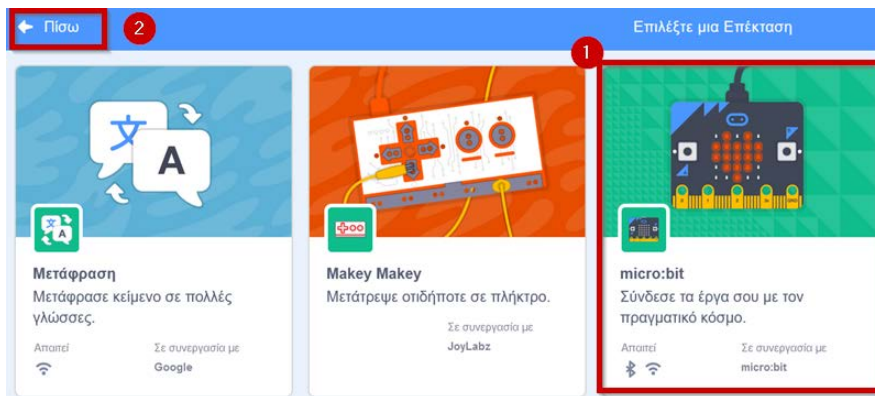 Πίσω
2
Επιλέξτε μια Επέκταση
1
文
A
Μετάφραση
Μετάφρασε κείμενο σε πολλές
γλώσσες.
Απαιτεί
Σε συνεργασία με
Google
Makey Makey
Μετάτρεψε οτιδήποτε σε πλήκτρο.
Σε συνεργασία με
JoyLabz
micro:bit
Σύνδεσε τα έργα σου με τον
πραγματικό κόσμο.
Απαιτεί
Σε συνεργασία με
micro:bit